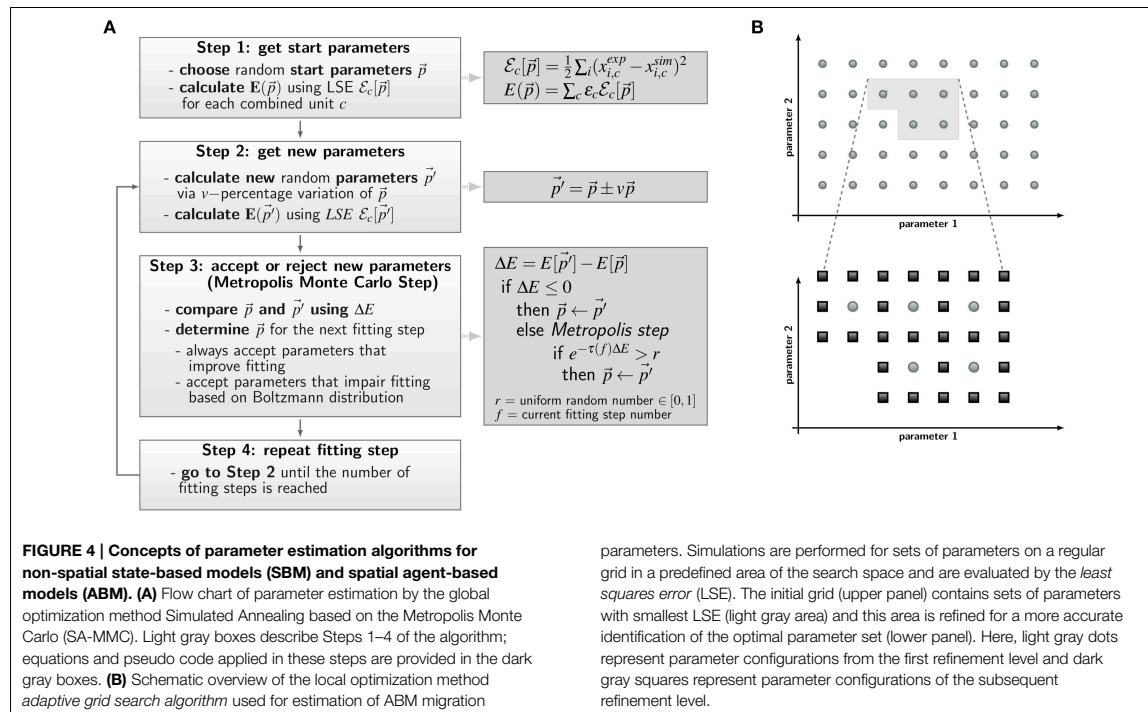 A
Step 1: get start parameters
- choose random start parameters p⃗
- calculate E(p⃗) using LSE ℰ_c[p⃗]
for each combined unit c
ℰ_c[p⃗] = ½ ∑_i (x_{i,c}^{exp} − x_{i,c}^{sim})²
E(p⃗) = ∑_c ε_c ℰ_c[p⃗]
Step 2: get new parameters
- calculate new random parameters p⃗′
via v−percentage variation of p⃗
- calculate E(p⃗′) using LSE ℰ_c[p⃗′]
p⃗′ = p⃗ ± vp⃗
Step 3: accept or reject new parameters
(Metropolis Monte Carlo Step)
- compare p⃗ and p⃗′ using ΔE
- determine p⃗ for the next fitting step
- always accept parameters that
improve fitting
- accept parameters that impair fitting
based on Boltzmann distribution
ΔE = E[p⃗′] − E[p⃗]
if ΔE ≤ 0
then p⃗ ← p⃗′
else Metropolis step
if e^{−τ(f)ΔE} > r
then p⃗ ← p⃗′
r = uniform random number ∈ [0,1]
f = current fitting step number
Step 4: repeat fitting step
- go to Step 2 until the number of
fitting steps is reached
B
parameter 2
parameter 1
parameter 2
parameter 1
FIGURE 4 | Concepts of parameter estimation algorithms for
non-spatial state-based models (SBM) and spatial agent-based
models (ABM). (A) Flow chart of parameter estimation by the global
optimization method Simulated Annealing based on the Metropolis Monte
Carlo (SA-MMC). Light gray boxes describe Steps 1–4 of the algorithm;
equations and pseudo code applied in these steps are provided in the dark
gray boxes. (B) Schematic overview of the local optimization method
adaptive grid search algorithm used for estimation of ABM migration
parameters. Simulations are performed for sets of parameters on a regular
grid in a predefined area of the search space and are evaluated by the least
squares error (LSE). The initial grid (upper panel) contains sets of parameters
with smallest LSE (light gray area) and this area is refined for a more accurate
identification of the optimal parameter set (lower panel). Here, light gray dots
represent parameter configurations from the first refinement level and dark
gray squares represent parameter configurations of the subsequent
refinement level.